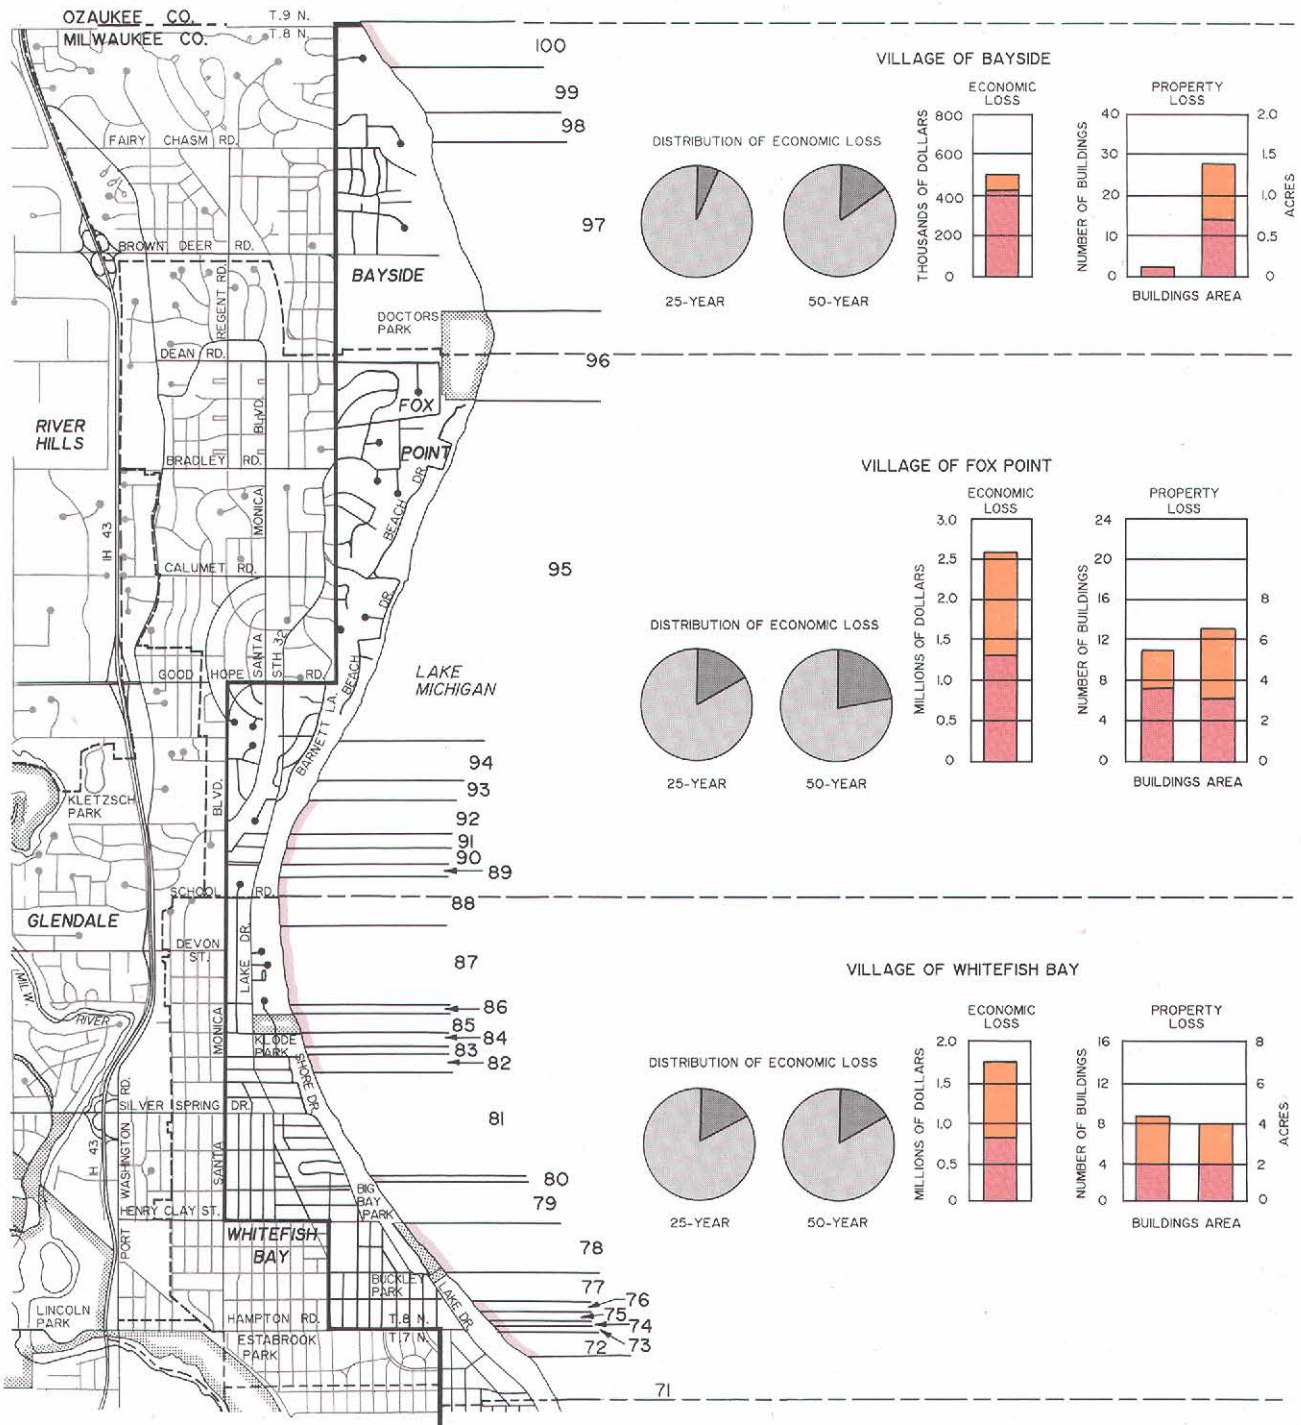 OZAUKEE CO.
MILWAUKEE CO.
T.9 N.
T.8 N.
FAIRY CHASM RD.
BROWN DEER RD.
REGENT RD.
BAYSIDE
DOCTORS
PARK
DEAN RD.
RIVER
HILLS
BLVD.
FOX
POINT
BRADLEY RD.
MONICA
BEACH DR.
IH 43
CALUMET RD.
SANTA
STH 32
BEACH DR.
GOOD HOPE RD.
LAKE
MICHIGAN
BARNETT LA.
KLETZSCH
PARK
BLVD.
SCHOOL RD.
GLENDALE
DEVON
ST.
LAKE DR.
MILW.
RIVER
MONICA
KLODE
PARK
SHORE DR.
SILVER SPRING DR.
IH 43
PORT WASHINGTON RD.
SANTA
HENRY CLAY ST.
BIG
BAY
PARK
WHITEFISH
BAY
BUCKLEY
PARK
LAKE DR.
LINCOLN
PARK
HAMPTON RD.
T.8 N.
T.7 N.
ESTABROOK
PARK
100
99
98
97
96
95
94
93
92
91
90
89
88
87
86
85
84
83
82
81
80
79
78
77
76
75
74
73
72
71
VILLAGE OF BAYSIDE
DISTRIBUTION OF ECONOMIC LOSS
25-YEAR
50-YEAR
ECONOMIC
LOSS
THOUSANDS OF DOLLARS
800
600
400
200
0
PROPERTY
LOSS
NUMBER OF BUILDINGS
40
30
20
10
0
2.0
1.5
1.0
0.5
0
ACRES
BUILDINGS AREA
VILLAGE OF FOX POINT
DISTRIBUTION OF ECONOMIC LOSS
25-YEAR
50-YEAR
ECONOMIC
LOSS
MILLIONS OF DOLLARS
3.0
2.5
2.0
1.5
1.0
0.5
0
PROPERTY
LOSS
NUMBER OF BUILDINGS
24
20
16
12
8
4
0
8
6
4
2
0
BUILDINGS AREA
VILLAGE OF WHITEFISH BAY
DISTRIBUTION OF ECONOMIC LOSS
25-YEAR
50-YEAR
ECONOMIC
LOSS
MILLIONS OF DOLLARS
2.0
1.5
1.0
0.5
0
PROPERTY
LOSS
NUMBER OF BUILDINGS
16
12
8
4
0
8
6
4
2
0
ACRES
BUILDINGS AREA